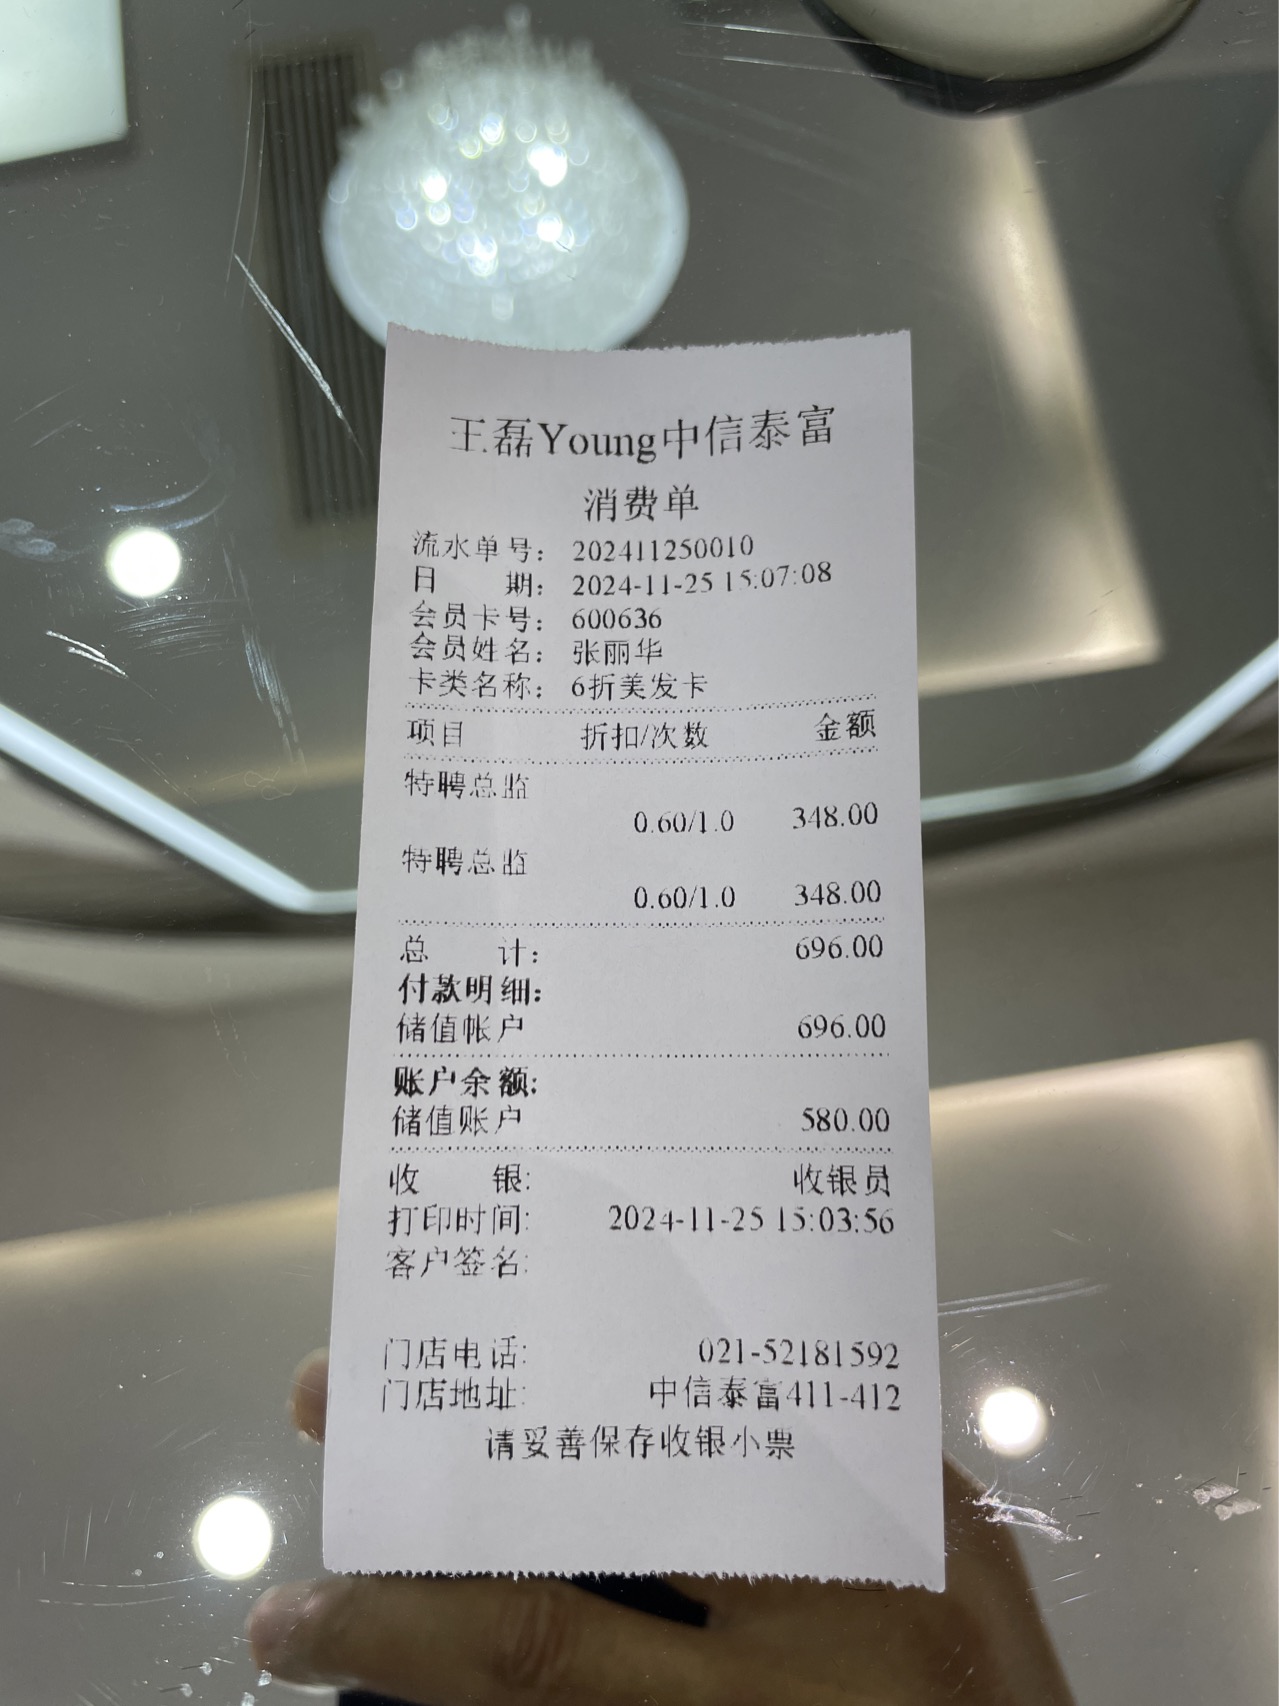 王磊Young中信泰富
消费单
流水单号： 202411250010
日 期： 2024-11-25 15:07:08
会员卡号： 600636
会员姓名： 张丽华
卡类名称： 6折美发卡
项目 折扣/次数 金额
特聘总监
0.60/1.0 348.00
特聘总监
0.60/1.0 348.00
总 计： 696.00
付款明细：
储值帐户 696.00
账户余额:
储值账户 580.00
收 银: 收银员
打印时间: 2024-11-25 15:03:56
客户签名:
门店电话: 021-52181592
门店地址: 中信泰富411-412
请妥善保存收银小票